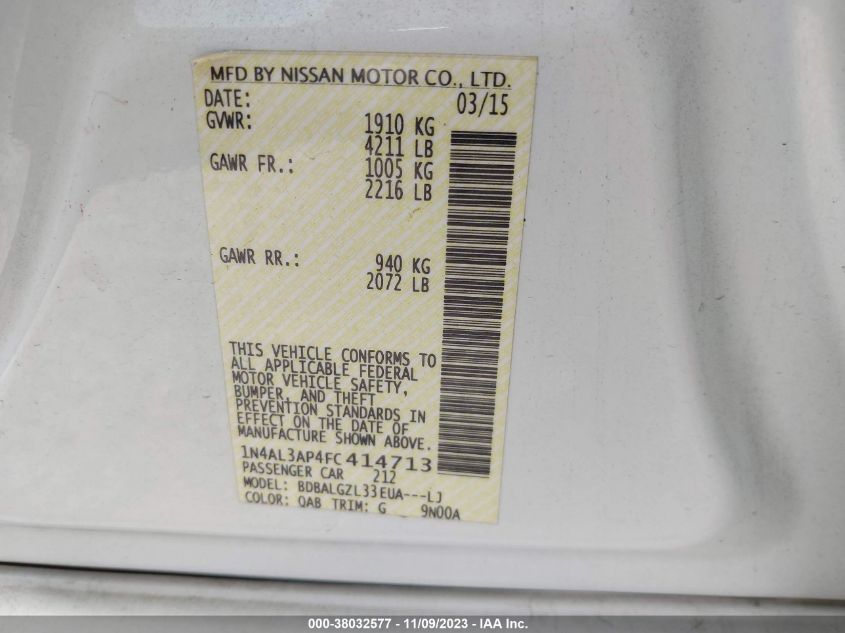 MFD BY NISSAN MOTOR CO., LTD.
DATE: 03/15
GVWR: 1910 KG
4211 LB
GAWR FR.: 1005 KG
2216 LB
GAWR RR.: 940 KG
2072 LB
THIS VEHICLE CONFORMS TO
ALL APPLICABLE FEDERAL
MOTOR VEHICLE SAFETY,
BUMPER, AND THEFT
PREVENTION STANDARDS IN
EFFECT ON THE DATE OF
MANUFACTURE SHOWN ABOVE.
1N4AL3AP4FC414713
PASSENGER CAR 212
MODEL: BDBALGZL33EUA---LJ
COLOR: QAB TRIM: G 9N00A
000-38032577 - 11/09/2023 - IAA Inc.